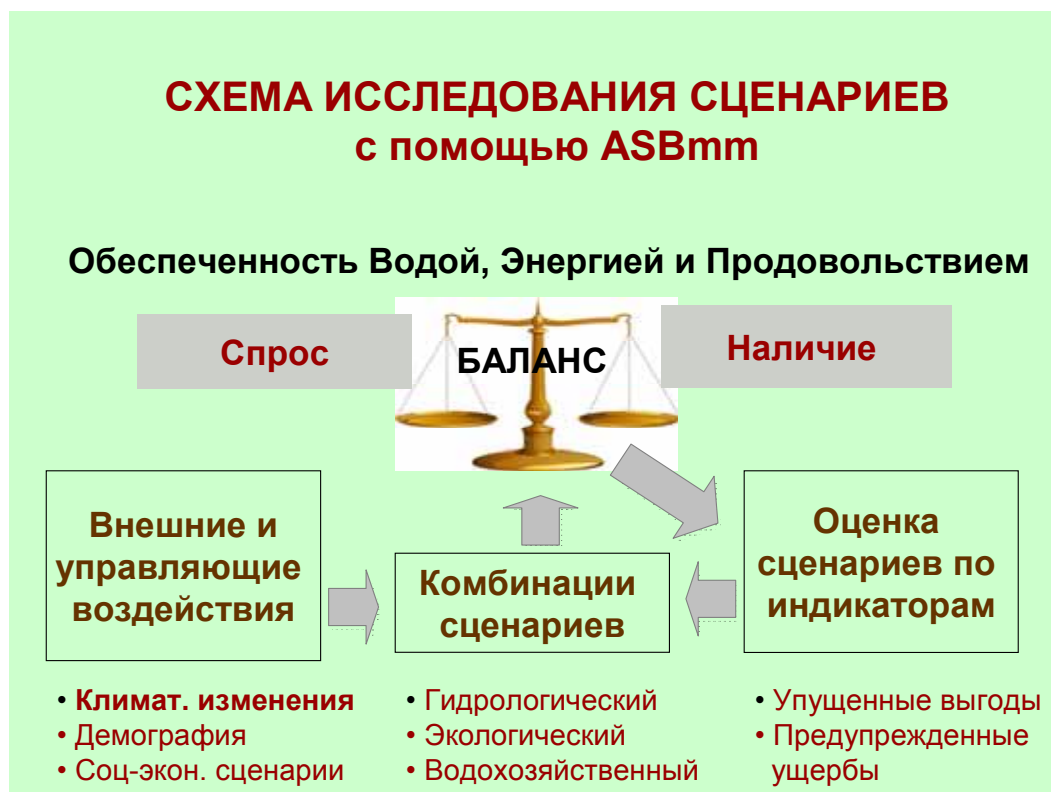 СХЕМА ИССЛЕДОВАНИЯ СЦЕНАРИЕВ
с помощью ASBmm
Обеспеченность Водой, Энергией и Продовольствием
Спрос
БАЛАНС
Наличие
Внешние и
управляющие
воздействия
Комбинации
сценариев
Оценка
сценариев по
индикаторам
• Климат. изменения
• Демография
• Соц-экон. сценарии
• Гидрологический
• Экологический
• Водохозяйственный
• Упущенные выгоды
• Предупрежденные
ущербы